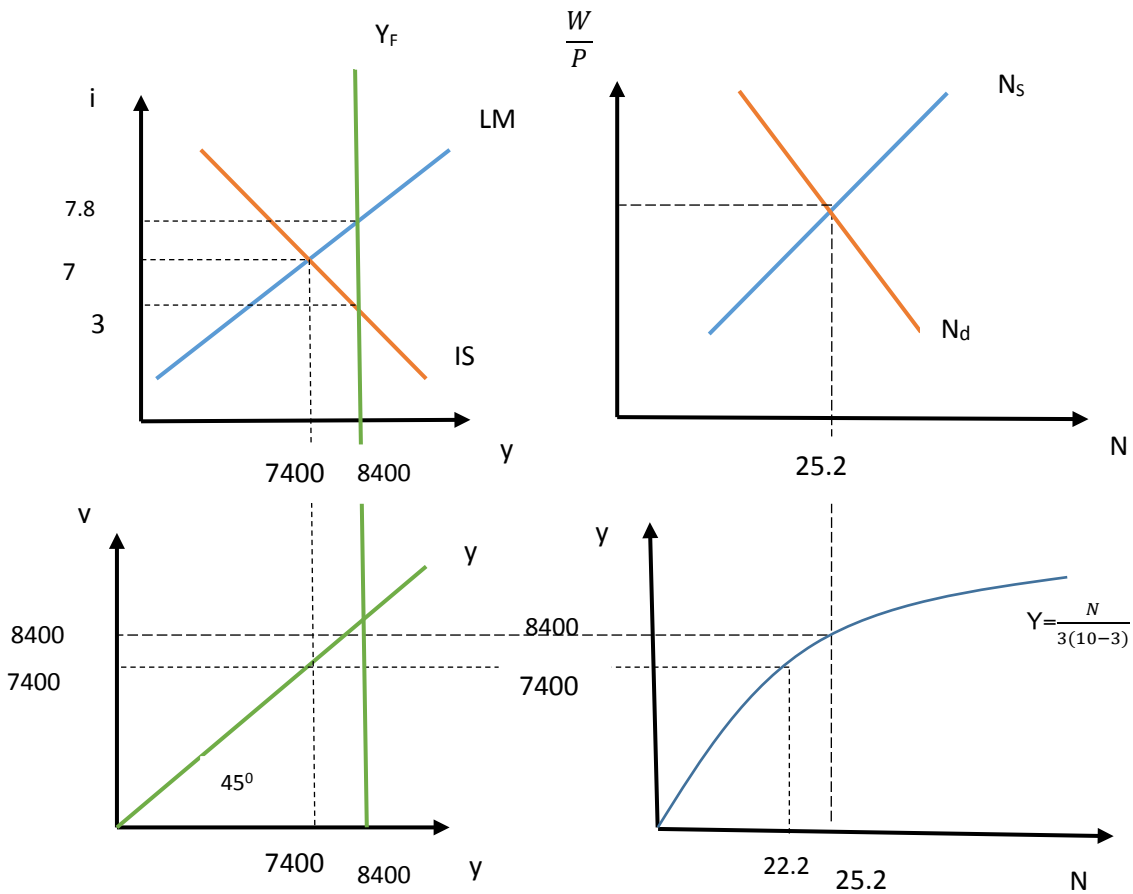 Y_F
i
LM
7.8
7
3
IS
y
7400
8400
W/P
N_S
N_d
N
25.2
v
y
8400
7400
45⁰
7400
8400
y
y
8400
7400
Y=N/3(10−3)
22.2
25.2
N